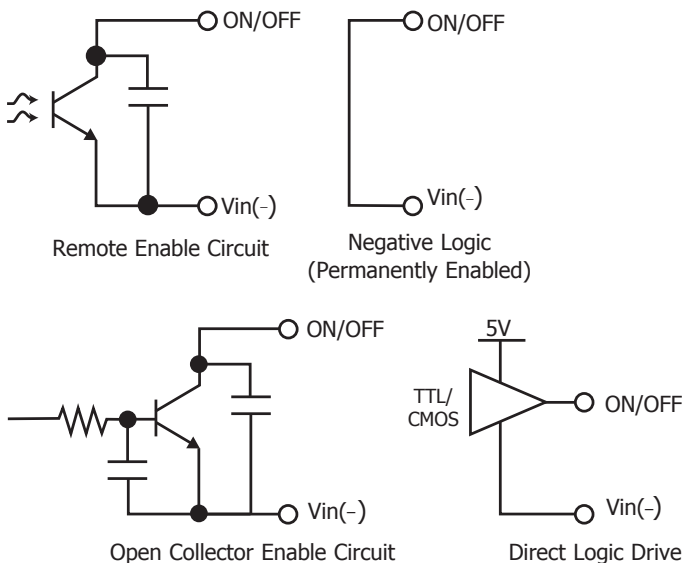 ON/OFF
Vin(–)
Remote Enable Circuit
ON/OFF
Vin(–)
Negative Logic
(Permanently Enabled)
ON/OFF
Vin(–)
Open Collector Enable Circuit
5V
TTL/
CMOS
ON/OFF
Vin(–)
Direct Logic Drive